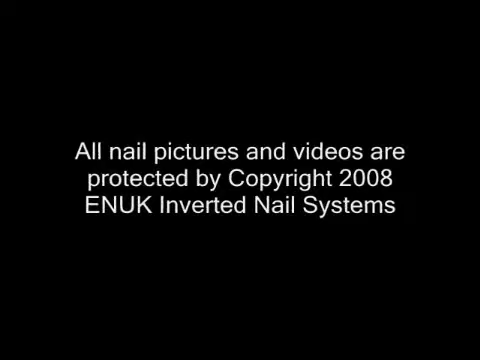 All nail pictures and videos are
protected by Copyright 2008
ENUK Inverted Nail Systems